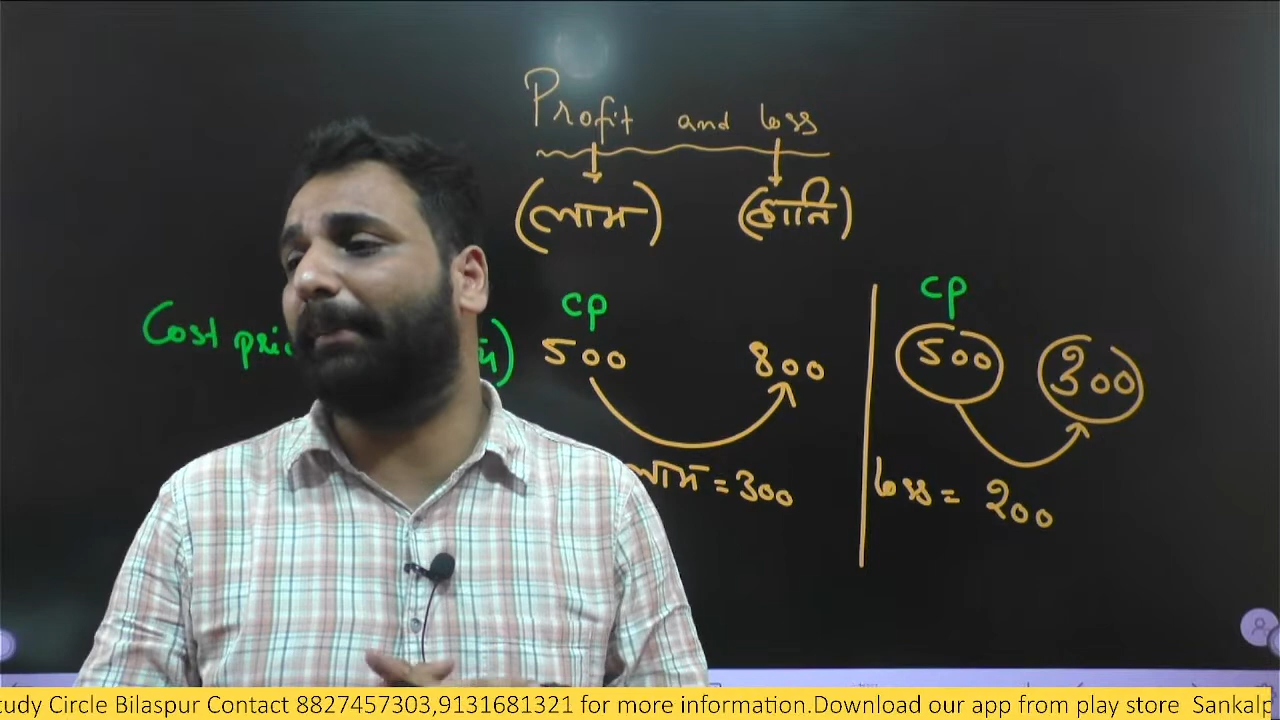 Profit and loss
(लाभ) (हानि)
Cost pri
cp
500 800
लाभ = 300
cp
500 300
loss = 200
tudy Circle Bilaspur Contact 8827457303,9131681321 for more information.Download our app from play store Sankalp